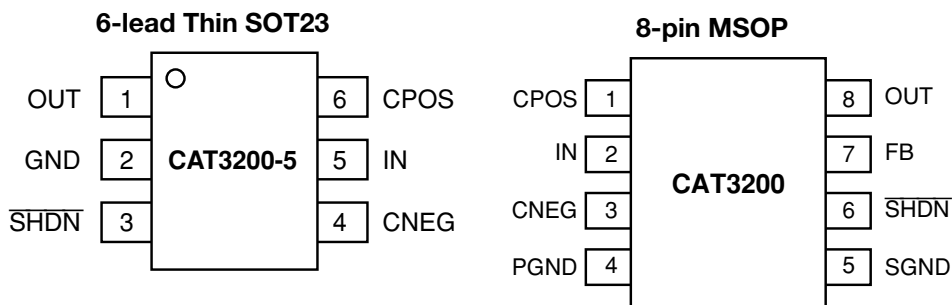 6-lead Thin SOT23
OUT 1 6 CPOS
GND 2 CAT3200-5 5 IN
SHDN 3 4 CNEG
8-pin MSOP
CPOS 1 8 OUT
IN 2 7 FB
CAT3200
CNEG 3 6 SHDN
PGND 4 5 SGND